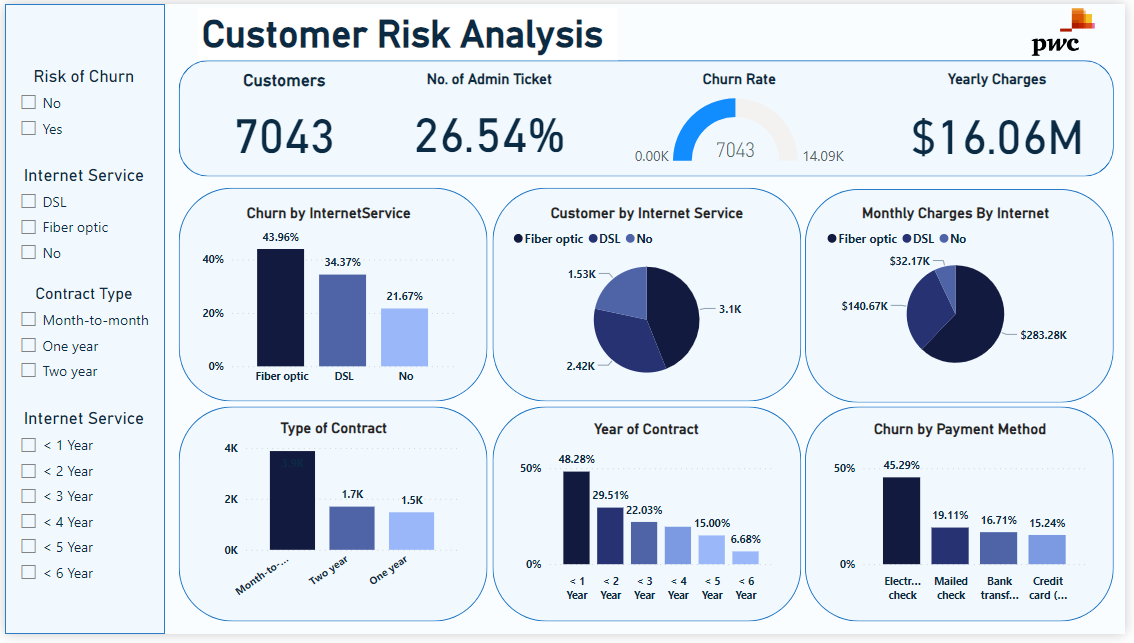 Customer Risk Analysis
pwc
Risk of Churn
No
Yes
Internet Service
DSL
Fiber optic
No
Contract Type
Month-to-month
One year
Two year
Internet Service
< 1 Year
< 2 Year
< 3 Year
< 4 Year
< 5 Year
< 6 Year
Customers
7043
No. of Admin Ticket
26.54%
Churn Rate
0.00K
7043
14.09K
Yearly Charges
$16.06M
Churn by InternetService
43.96%
34.37%
21.67%
40%
20%
0%
Fiber optic DSL No
Customer by Internet Service
Fiber optic DSL No
1.53K
3.1K
2.42K
Monthly Charges By Internet
Fiber optic DSL No
$32.17K
$140.67K
$283.28K
Type of Contract
4K
3.9K
1.7K
1.5K
2K
0K
Month-to-...
Two year
One year
Year of Contract
50%
48.28%
29.51%
22.03%
15.00%
6.68%
0%
< 1 < 2 < 3 < 4 < 5 < 6
Year Year Year Year Year Year
Churn by Payment Method
50%
45.29%
19.11%
16.71%
15.24%
0%
Electr... Mailed Bank Credit
check check transf... card (...